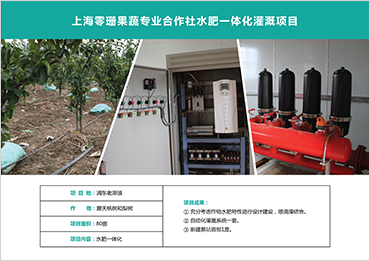 上海零珊果蔬专业合作社水肥一体化灌溉项目
项 目 地：浦东老港镇
作 物：露天桃树和梨树
项目面积：80亩
项目内容：水肥一体化
项目成果：
① 充分考虑作物水肥特性进行设计建设，喷滴灌结合。
② 自动化灌溉系统一套。
③ 新建泵站首部1座。